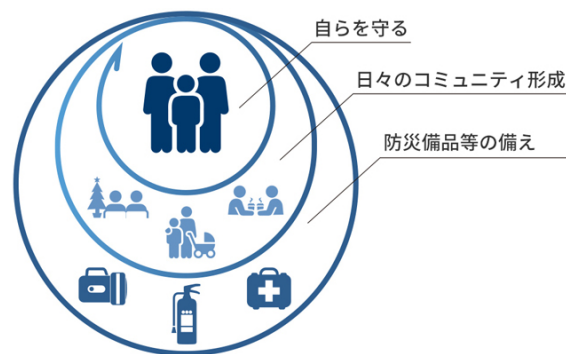 自らを守る
日々のコミュニティ形成
防災備品等の備え